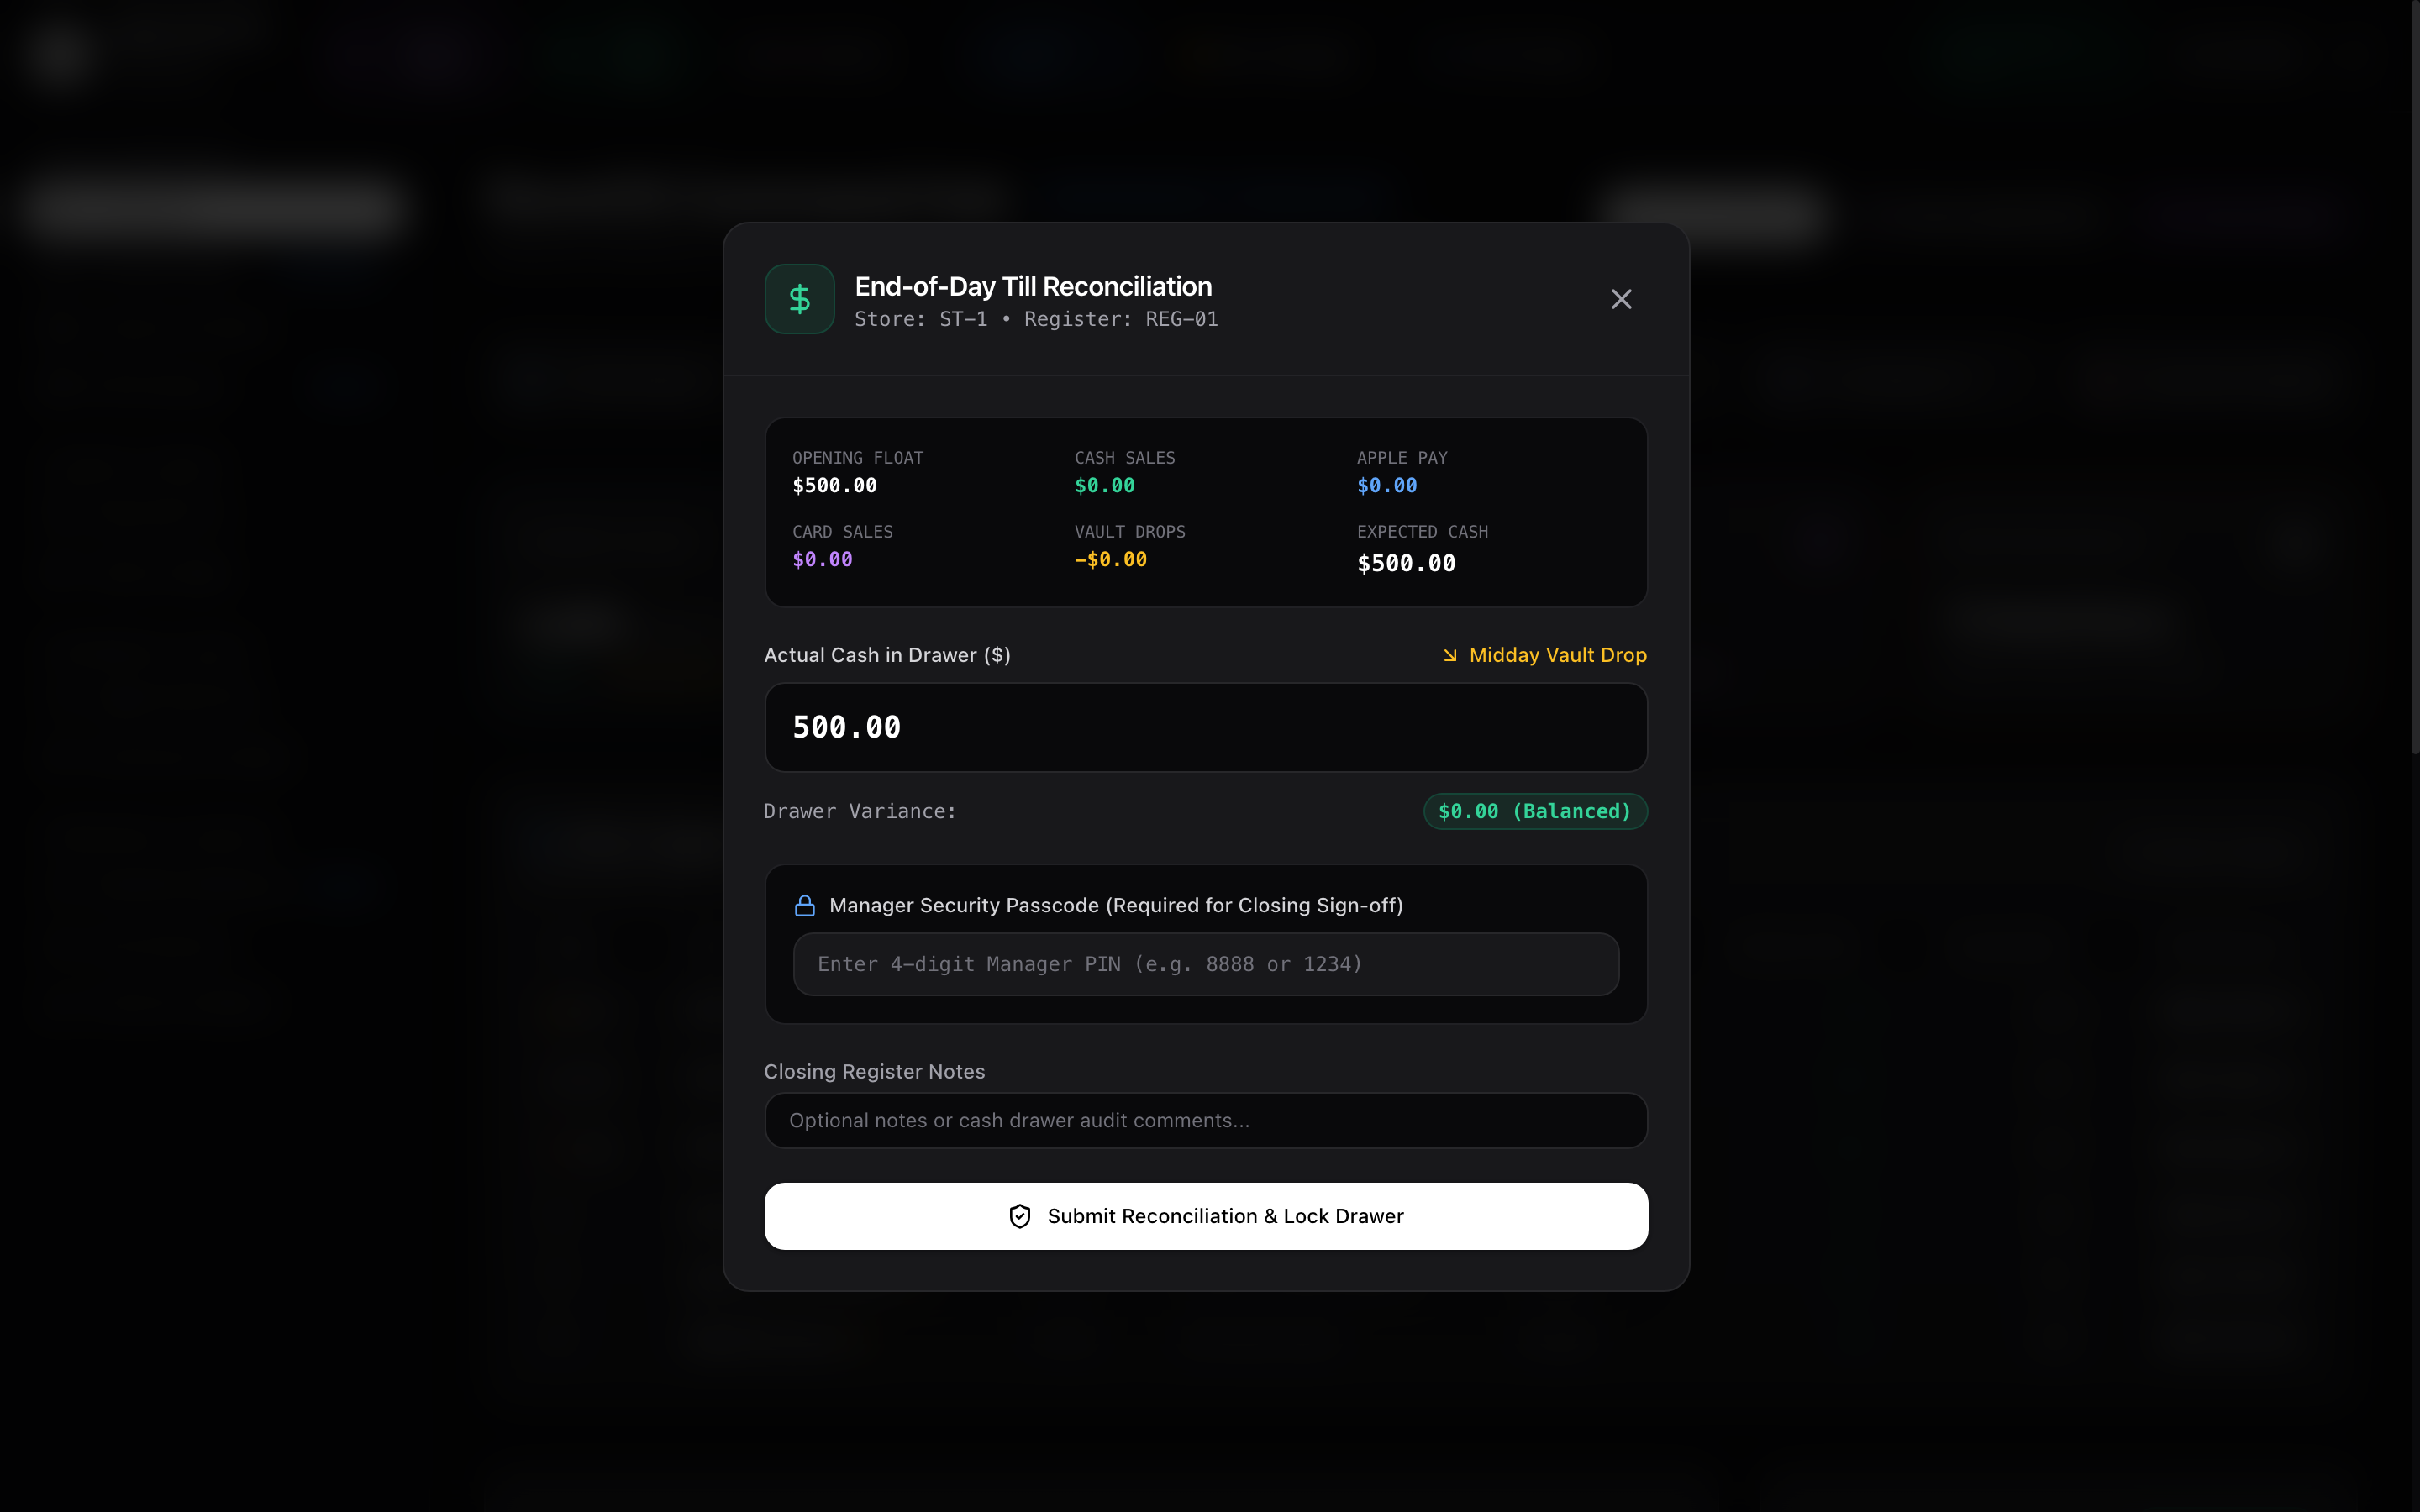 End-of-Day Till Reconciliation
Store: ST-1 • Register: REG-01
OPENING FLOAT
$500.00
CASH SALES
$0.00
APPLE PAY
$0.00
CARD SALES
$0.00
VAULT DROPS
-$0.00
EXPECTED CASH
$500.00
Actual Cash in Drawer ($)
Midday Vault Drop
500.00
Drawer Variance:
$0.00 (Balanced)
Manager Security Passcode (Required for Closing Sign-off)
Enter 4-digit Manager PIN (e.g. 8888 or 1234)
Closing Register Notes
Optional notes or cash drawer audit comments...
Submit Reconciliation & Lock Drawer